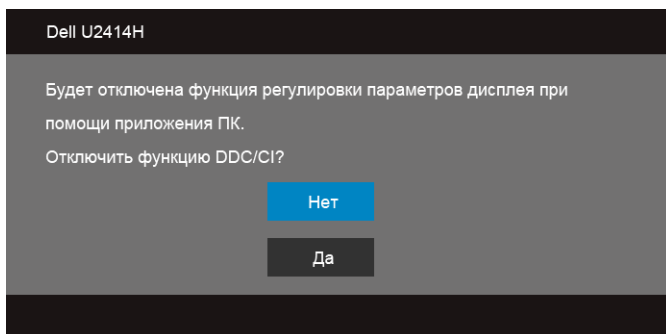 Dell U2414H
Будет отключена функция регулировки параметров дисплея при
помощи приложения ПК.
Отключить функцию DDC/CI?
Нет
Да